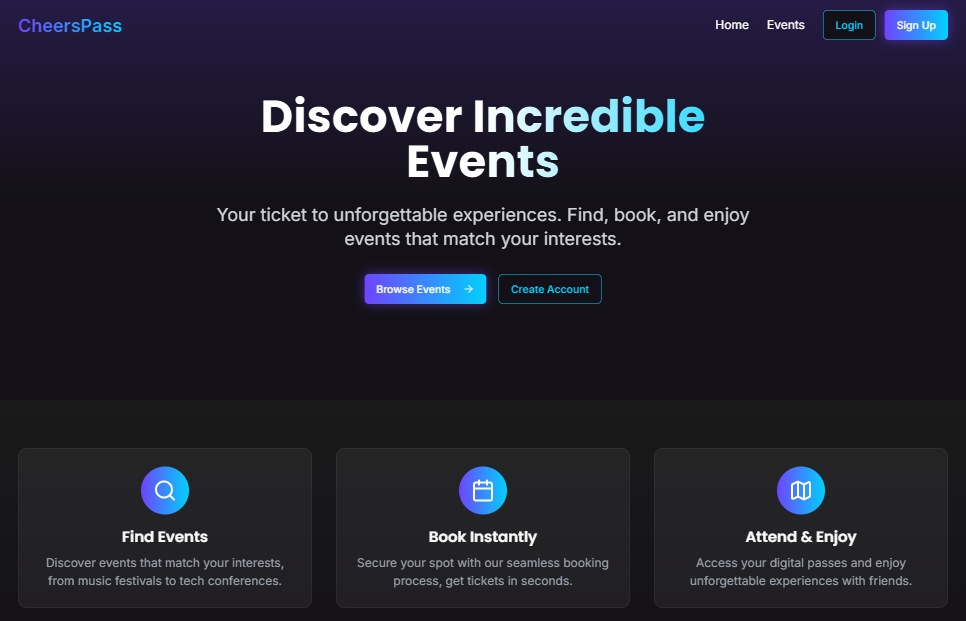 CheersPass
Home Events Login Sign Up
Discover Incredible
Events
Your ticket to unforgettable experiences. Find, book, and enjoy
events that match your interests.
Browse Events → Create Account
Find Events
Discover events that match your interests,
from music festivals to tech conferences.
Book Instantly
Secure your spot with our seamless booking
process, get tickets in seconds.
Attend & Enjoy
Access your digital passes and enjoy
unforgettable experiences with friends.